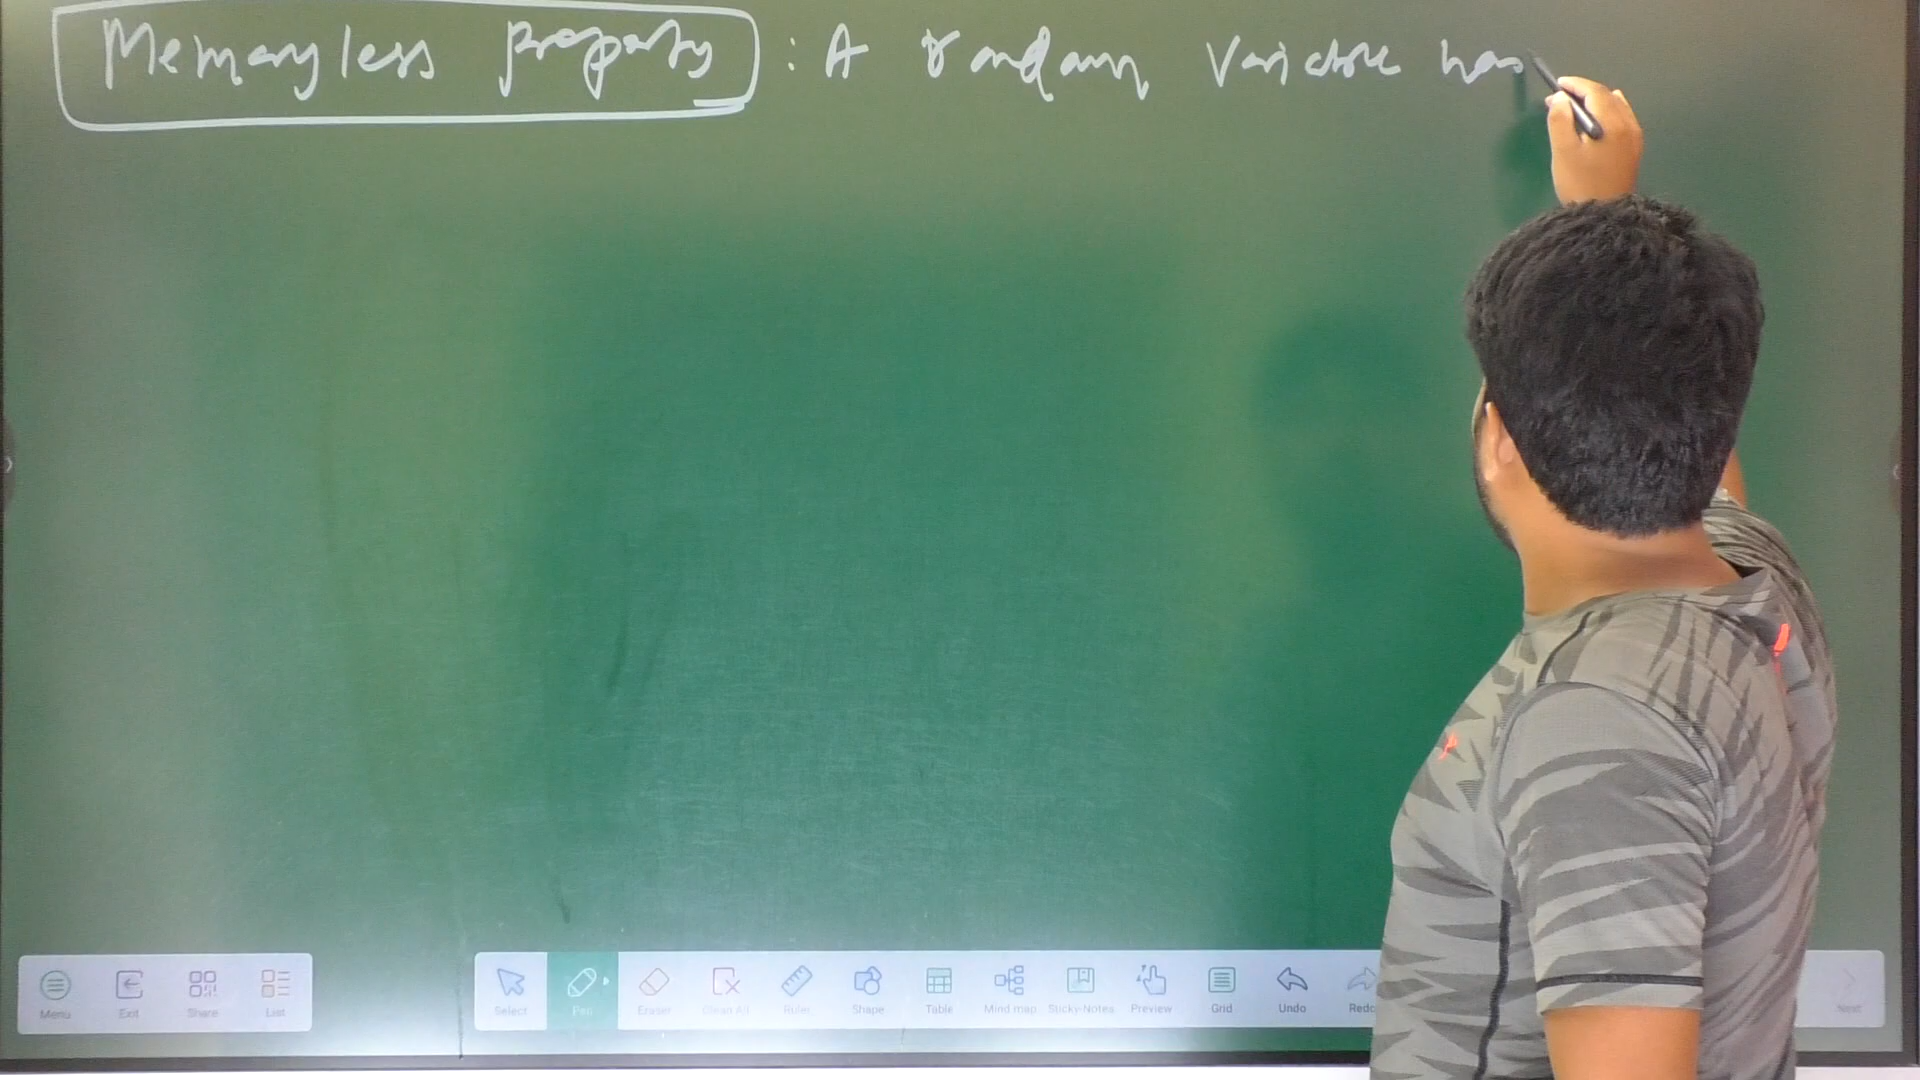 Memoryless property : A random variable has
Menu Exit Share List Select Pen Eraser Clean All Ruler Shape Table Mind map Sticky-Notes Preview Grid Undo Redo Next